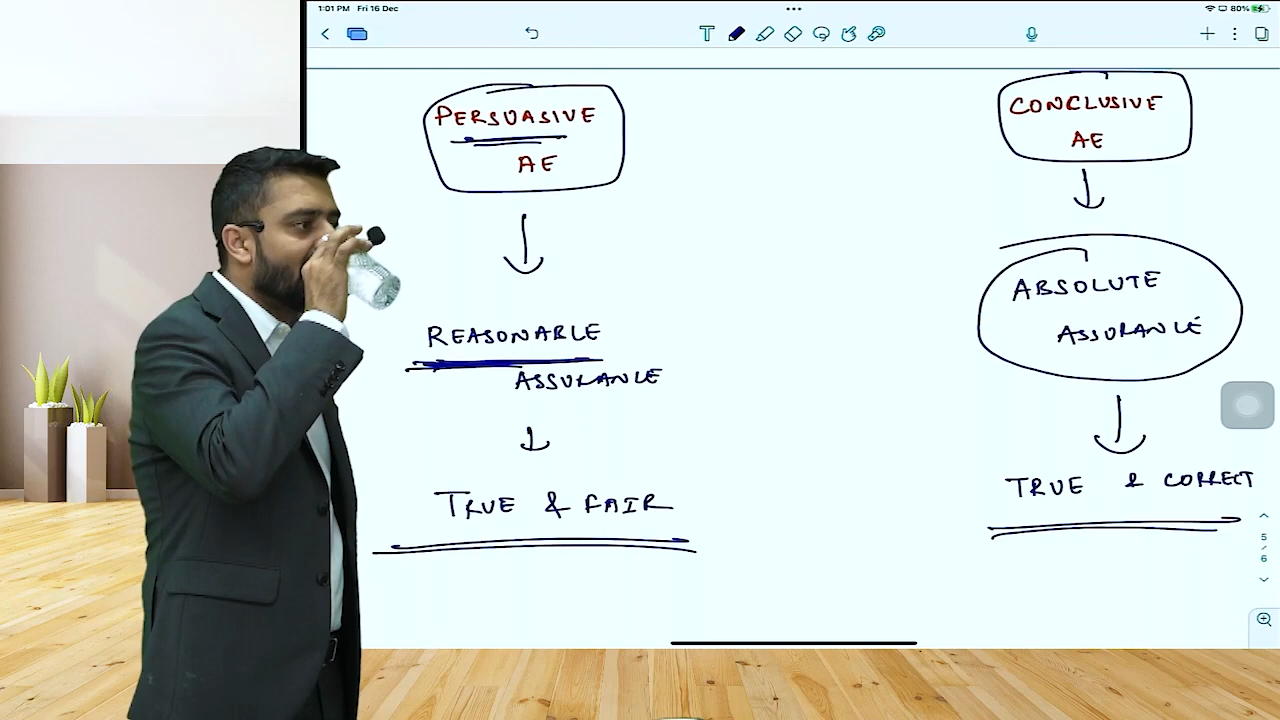 1:01 PM Fri 16 Dec
80%
T
PERSUASIVE
AE
REASONABLE
ASSURANCE
TRUE & FAIR
CONCLUSIVE
AE
ABSOLUTE
ASSURANCE
TRUE & CORRECT
5
/
6